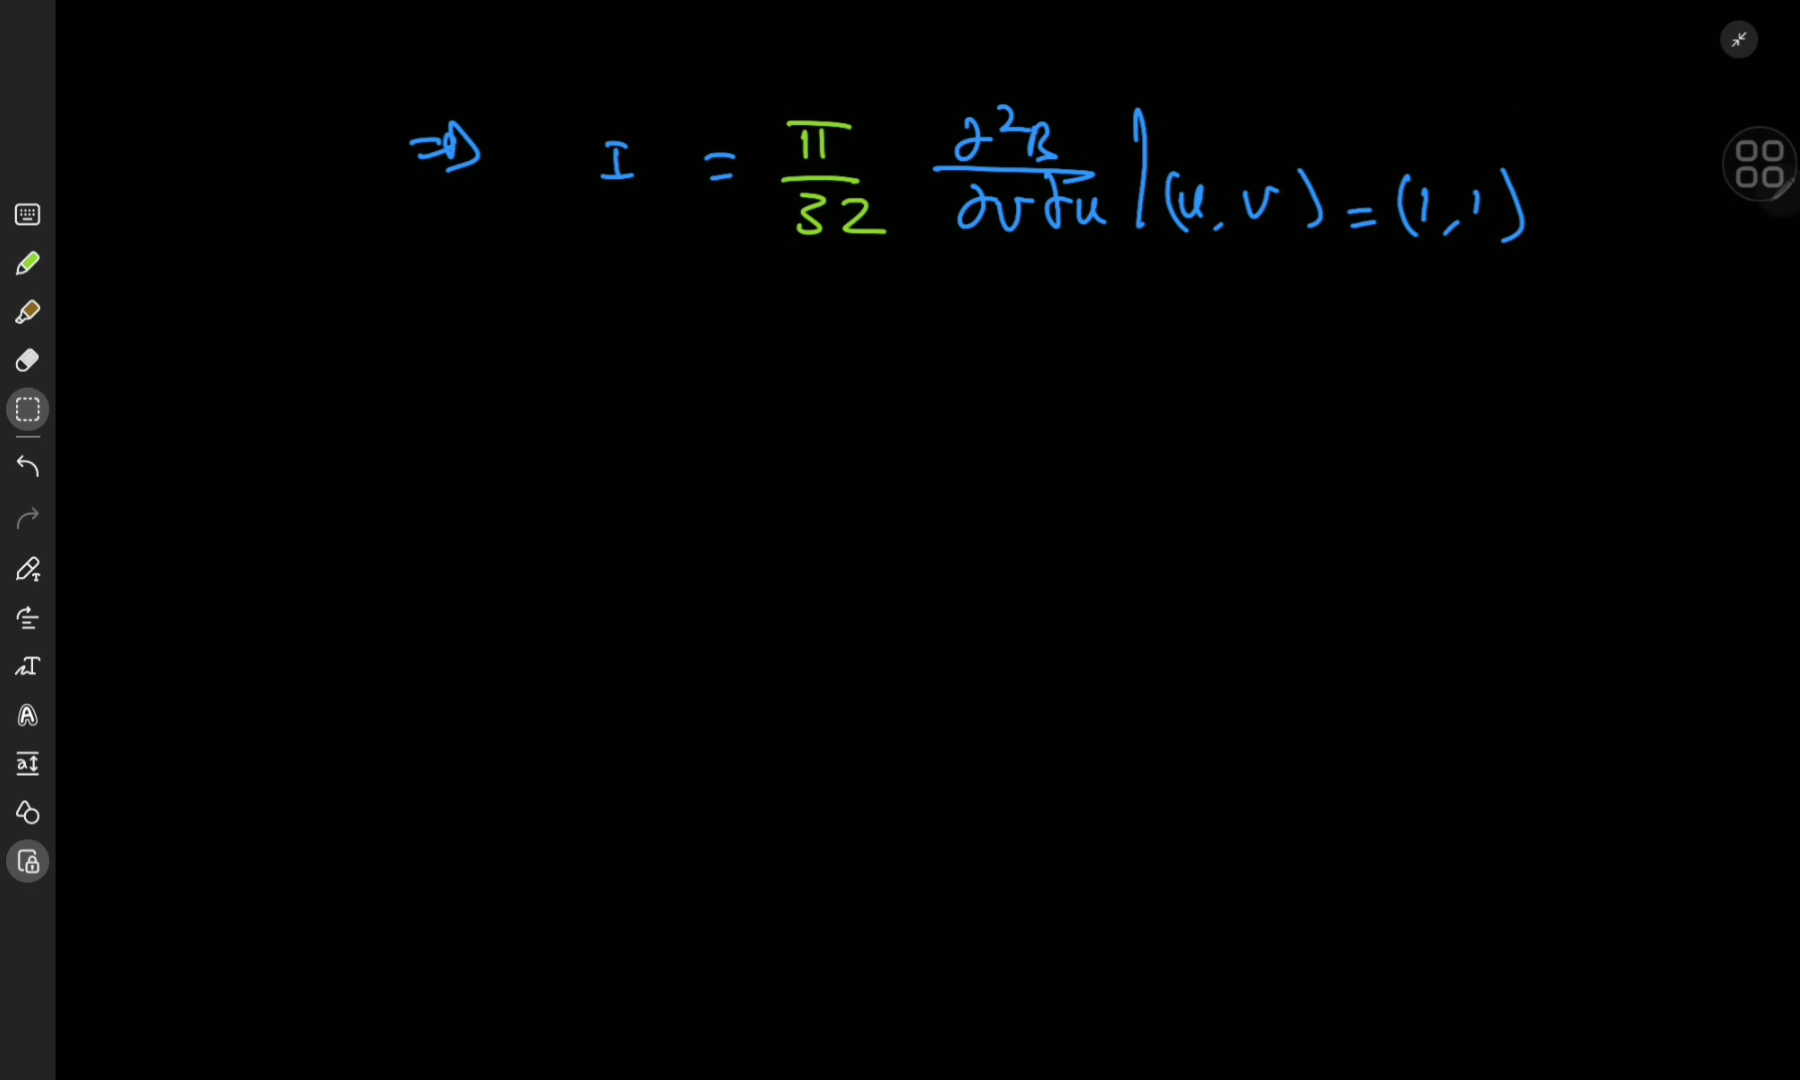 ⇒ I = π/32 ∂²B/∂v∂u |(u,v)=(1,1)